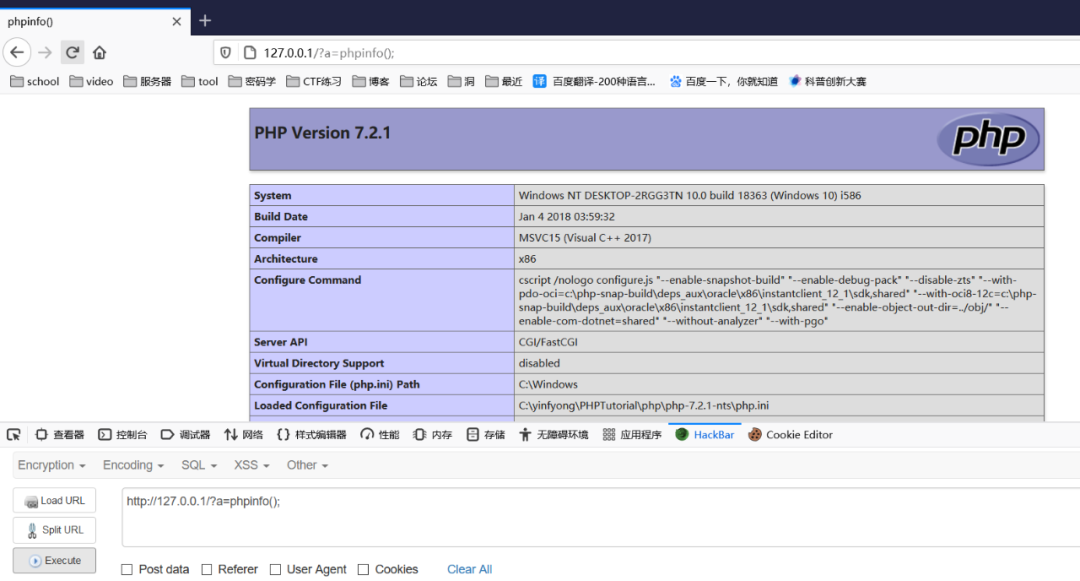 phpinfo()
127.0.0.1/?a=phpinfo();
school video 服务器 tool 密码学 CTF练习 博客 论坛 洞 最近 译 百度翻译-200种语言... 百度一下，你就知道 科普创新大赛
PHP Version 7.2.1
php
System Windows NT DESKTOP-2RGG3TN 10.0 build 18363 (Windows 10) i586
Build Date Jan 4 2018 03:59:32
Compiler MSVC15 (Visual C++ 2017)
Architecture x86
Configure Command cscript /nologo configure.js "--enable-snapshot-build" "--enable-debug-pack" "--disable-zts" "--with-
pdo-oci=c:\php-snap-build\deps_aux\oracle\x86\instantclient_12_1\sdk,shared" "--with-oci8-12c=c:\php-
snap-build\deps_aux\oracle\x86\instantclient_12_1\sdk,shared" "--enable-object-out-dir=../obj/" "--
enable-com-dotnet=shared" "--without-analyzer" "--with-pgo"
Server API CGI/FastCGI
Virtual Directory Support disabled
Configuration File (php.ini) Path C:\Windows
Loaded Configuration File C:\yinfyong\PHPTutorial\php\php-7.2.1-nts\php.ini
查看器 控制台 调试器 网络 样式编辑器 性能 内存 存储 无障碍环境 应用程序 HackBar Cookie Editor
Encryption Encoding SQL XSS Other
Load URL http://127.0.0.1/?a=phpinfo();
Split URL
Execute
Post data Referer User Agent Cookies Clear All